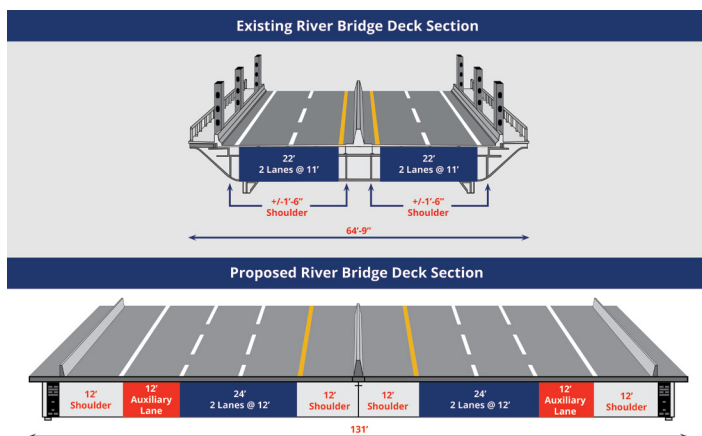 Existing River Bridge Deck Section
22’
2 Lanes @ 11’
22’
2 Lanes @ 11’
+/-1’-6”
Shoulder
+/-1’-6”
Shoulder
64’-9”
Proposed River Bridge Deck Section
12’
Shoulder
12’
Auxiliary
Lane
24’
2 Lanes @ 12’
12’
Shoulder
12’
Shoulder
24’
2 Lanes @ 12’
12’
Auxiliary
Lane
12’
Shoulder
131’